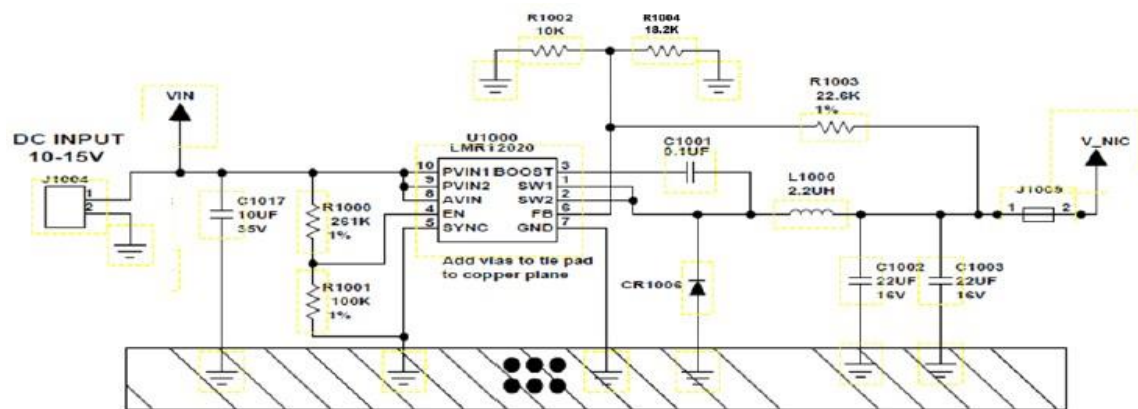 R1002
10K
R1004
18.2K
R1003
22.6K
1%
VIN
DC INPUT
10-15V
J1004
1
2
C1017
10UF
35V
R1000
261K
1%
R1001
100K
1%
U1000
LMR12020
10 PVIN1 BOOST 3
9 PVIN2 SW1 1
8 AVIN SW2 2
4 EN FB 6
5 SYNC GND 7
Add vias to tie pad
to copper plane
C1001
0.1UF
L1000
2.2UH
CR1006
C1002
22UF
16V
C1003
22UF
16V
V_NIC
J1009
1 2